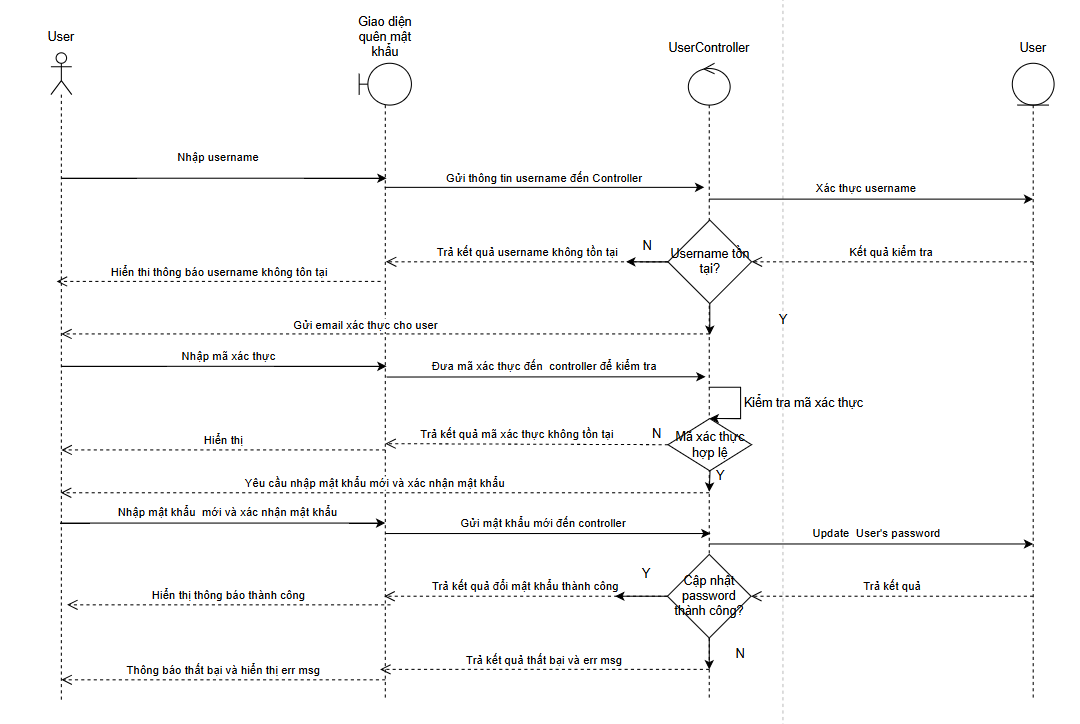 User
Giao diện
quên mật
khẩu
UserController
User
Nhập username
Gửi thông tin username đến Controller
Xác thực username
Username tồn
tại?
N
Trả kết quả username không tồn tại
Kết quả kiểm tra
Hiển thi thông báo username không tôn tại
Y
Gửi email xác thực cho user
Nhập mã xác thực
Đưa mã xác thực đến controller để kiểm tra
Kiểm tra mã xác thực
Mã xác thực
hợp lệ
N
Trả kết quả mã xác thực không tồn tại
Hiển thị
Y
Yêu cầu nhập mật khẩu mới và xác nhận mật khẩu
Nhập mật khẩu mới và xác nhận mật khẩu
Gửi mật khẩu mới đến controller
Update User's password
Cập nhật
password
thành công?
Y
Trả kết quả đổi mật khẩu thành công
Trả kết quả
Hiển thị thông báo thành công
N
Trả kết quả thất bại và err msg
Thông báo thất bại và hiển thị err msg